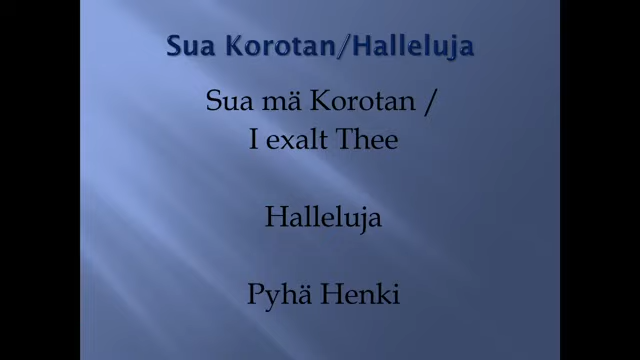 Sua Korotan/Halleluja
Sua mä Korotan /
I exalt Thee
Halleluja
Pyhä Henki